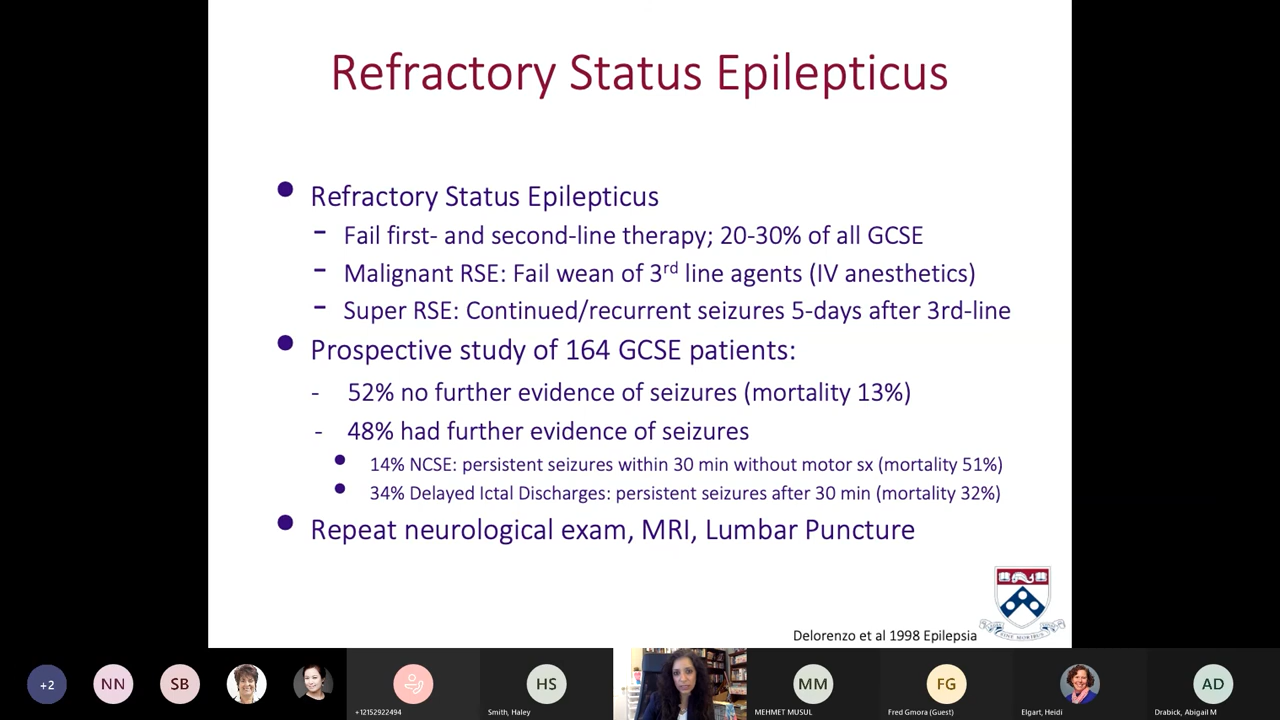 Refractory Status Epilepticus
Refractory Status Epilepticus
Fail first- and second-line therapy; 20-30% of all GCSE
Malignant RSE: Fail wean of 3rd line agents (IV anesthetics)
Super RSE: Continued/recurrent seizures 5-days after 3rd-line
Prospective study of 164 GCSE patients:
- 52% no further evidence of seizures (mortality 13%)
- 48% had further evidence of seizures
14% NCSE: persistent seizures within 30 min without motor sx (mortality 51%)
34% Delayed Ictal Discharges: persistent seizures after 30 min (mortality 32%)
Repeat neurological exam, MRI, Lumbar Puncture
Delorenzo et al 1998 Epilepsia
+2
NN
SB
HS
MM
FG
AD
+12152922494
Smith, Haley
MEHMET MUSUL
Fred Gmora (Guest)
Elgart, Heidi
Drabick, Abigail M